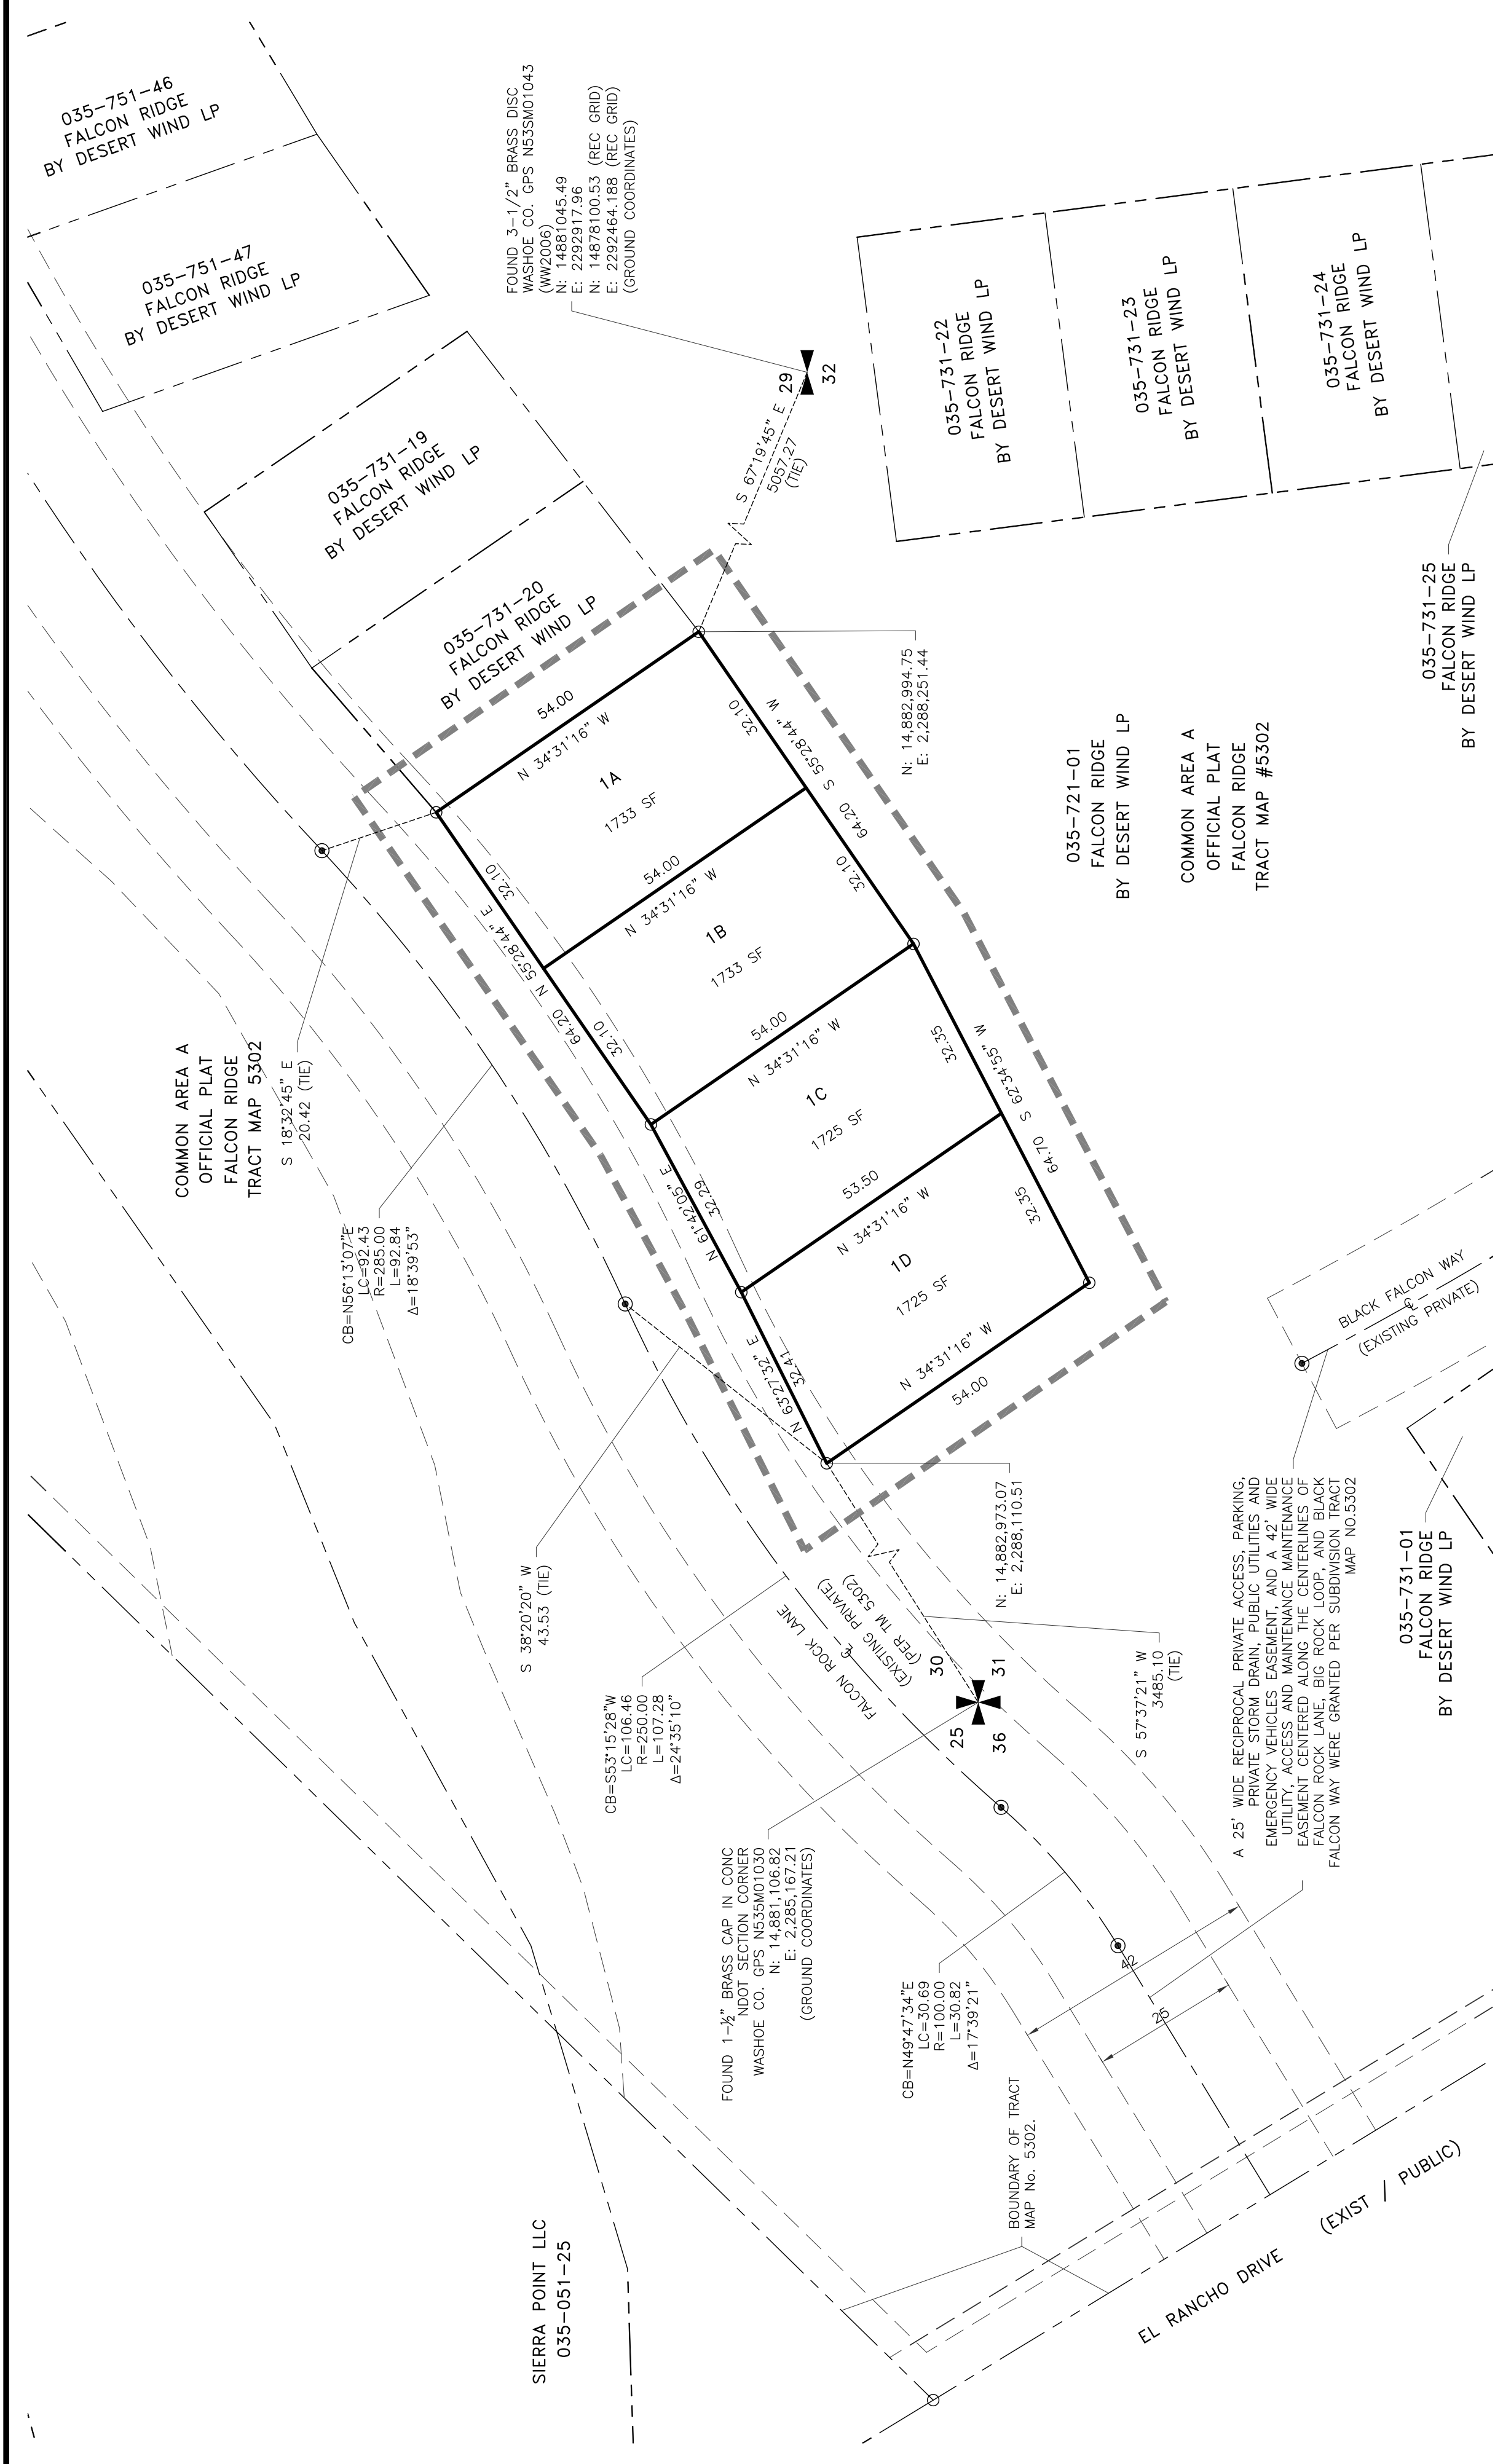 035-751-46
FALCON RIDGE
BY DESERT WIND LP
035-751-47
FALCON RIDGE
BY DESERT WIND LP
FOUND 3-1/2" BRASS DISC
WASHOE CO. GPS N53SM01043
(WW2006)
N: 14881045.49
E: 2292917.96
N: 14878100.53 (REC GRID)
E: 2292464.188 (REC GRID)
(GROUND COORDINATES)
29
32
S 67°19'45" E
5057.27
(TIE)
035-731-19
FALCON RIDGE
BY DESERT WIND LP
035-731-20
FALCON RIDGE
BY DESERT WIND LP
035-731-22
FALCON RIDGE
BY DESERT WIND LP
035-731-23
FALCON RIDGE
BY DESERT WIND LP
035-731-24
FALCON RIDGE
BY DESERT WIND LP
035-731-25
FALCON RIDGE
BY DESERT WIND LP
COMMON AREA A
OFFICIAL PLAT
FALCON RIDGE
TRACT MAP 5302
S 18°32'45" E
20.42 (TIE)
CB=N56°13'07"E
LC=92.43
R=285.00
L=92.84
Δ=18°39'53"
54.00
N 34°31'16" W
1A
1733 SF
32.10
N 55°28'44" E
64.20
32.10
32.10
S 55°28'44" W
64.20
32.10
54.00
N 34°31'16" W
1B
1733 SF
54.00
N 34°31'16" W
1C
1725 SF
N 61°42'05" E
32.29
32.35
S 62°34'55" W
64.70
32.35
53.50
N 34°31'16" W
1D
1725 SF
N 63°27'32" E
32.41
N 34°31'16" W
54.00
N: 14,882,994.75
E: 2,288,251.44
035-721-01
FALCON RIDGE
BY DESERT WIND LP
COMMON AREA A
OFFICIAL PLAT
FALCON RIDGE
TRACT MAP #5302
N: 14,882,973.07
E: 2,288,110.51
S 38°20'20" W
43.53 (TIE)
CB=S53°15'28"W
LC=106.46
R=250.00
L=107.28
Δ=24°35'10"
FALCON ROCK LANE
℄
(EXISTING PRIVATE)
(PER TM 5302)
30
31
25
36
S 57°37'21" W
3485.10
(TIE)
FOUND 1-½" BRASS CAP IN CONC
NDOT SECTION CORNER
WASHOE CO. GPS N535M01030
N: 14,881,106.82
E: 2,285,167.21
(GROUND COORDINATES)
BLACK FALCON WAY
℄
(EXISTING PRIVATE)
A 25' WIDE RECIPROCAL PRIVATE ACCESS, PARKING,
PRIVATE STORM DRAIN, PUBLIC UTILITIES AND
EMERGENCY VEHICLES EASEMENT, AND A 42' WIDE
UTILITY, ACCESS AND MAINTENANCE MAINTENANCE
EASEMENT CENTERED ALONG THE CENTERLINES OF
FALCON ROCK LANE, BIG ROCK LOOP, AND BLACK
FALCON WAY WERE GRANTED PER SUBDIVISION TRACT
MAP NO.5302
035-731-01
FALCON RIDGE
BY DESERT WIND LP
CB=N49°47'34"E
LC=30.69
R=100.00
L=30.82
Δ=17°39'21"
42
25
BOUNDARY OF TRACT
MAP No. 5302.
SIERRA POINT LLC
035-051-25
EL RANCHO DRIVE (EXIST / PUBLIC)